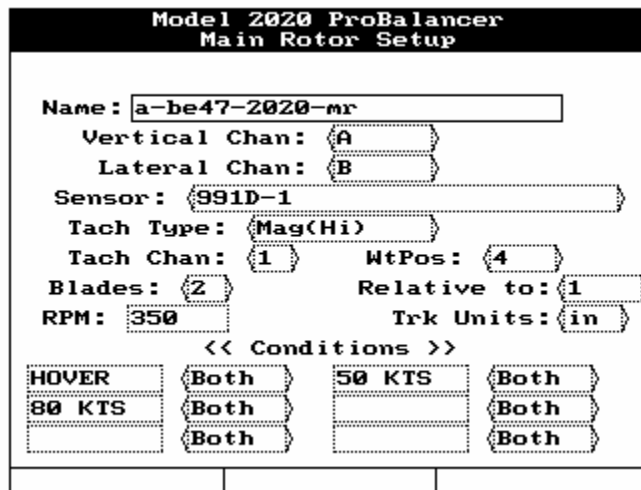 Model 2020 ProBalancer
Main Rotor Setup
Name: a-be47-2020-mr
Vertical Chan: A
Lateral Chan: B
Sensor: 991D-1
Tach Type: Mag(Hi)
Tach Chan: 1 WtPos: 4
Blades: 2 Relative to: 1
RPM: 350 Trk Units: in
<< Conditions >>
HOVER Both 50 KTS Both
80 KTS Both Both
Both Both